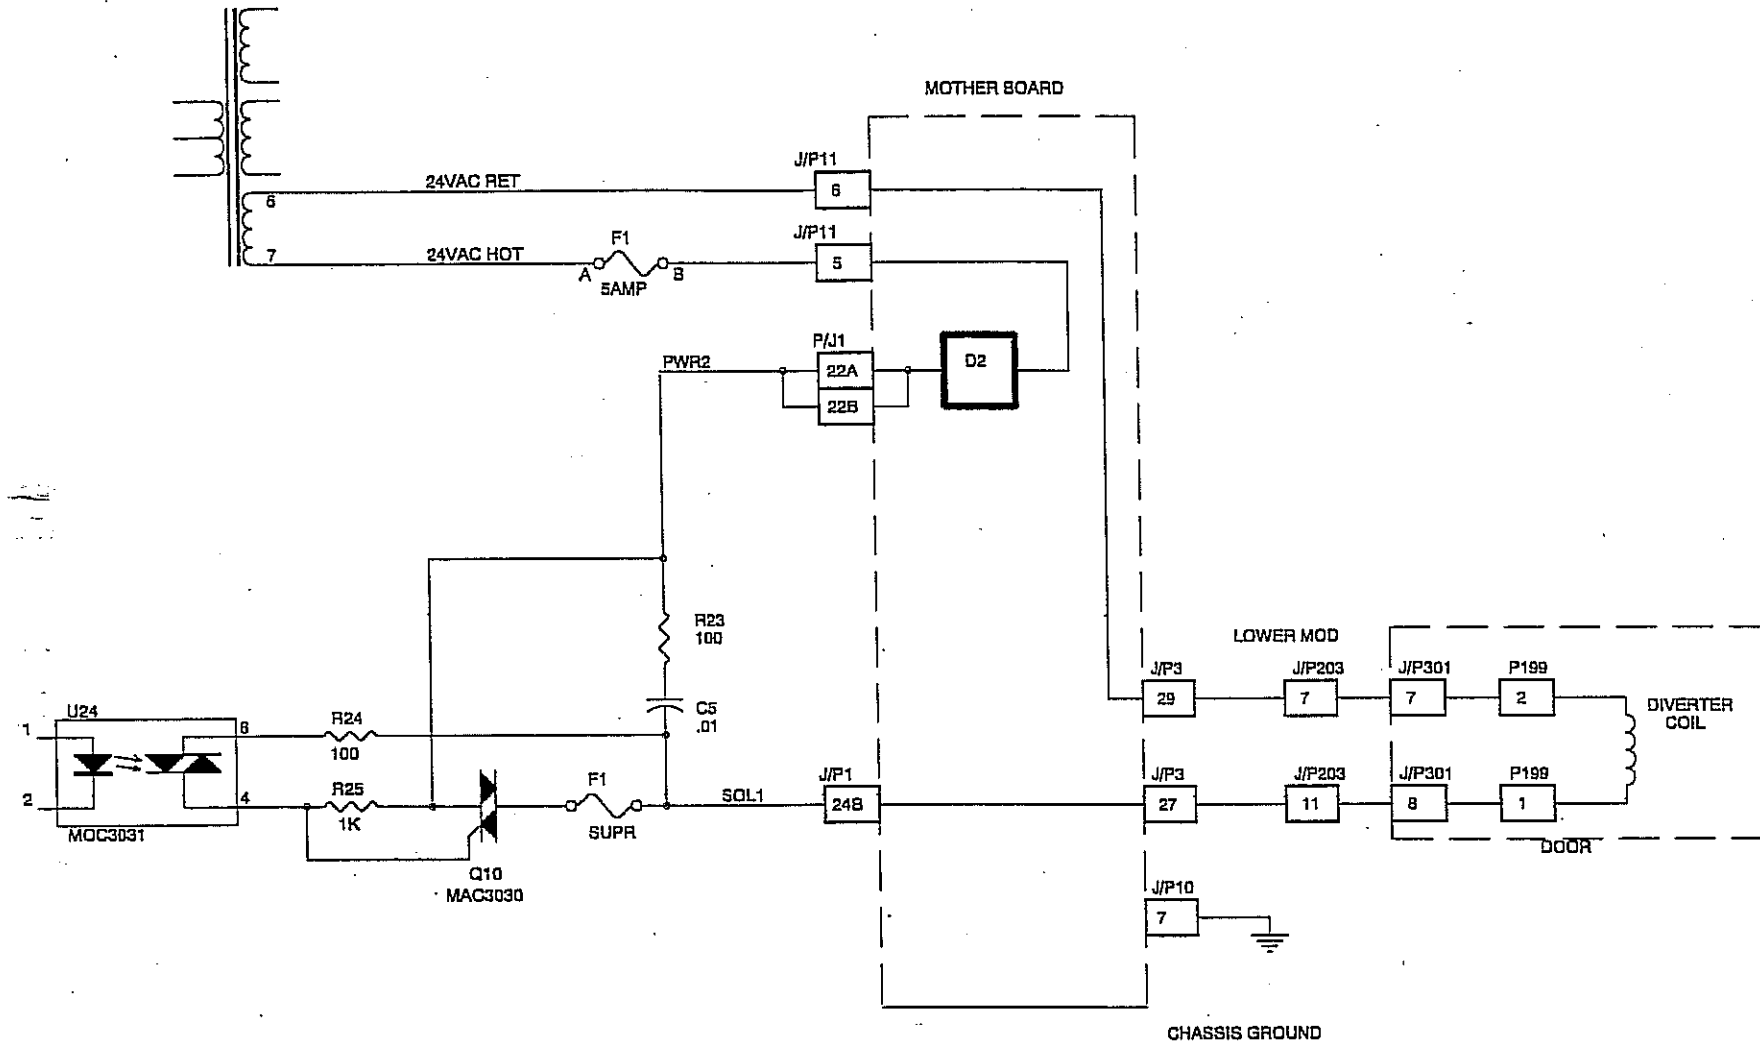 MOTHER BOARD
J/P11
24VAC RET
6
6
J/P11
F1
7
24VAC HOT
A
B
5
5AMP
P/J1
PWR2
22A
D2
22B
R23
100
LOWER MOD
J/P3
J/P203
J/P301
P199
29
7
7
2
DIVERTER
COIL
C5
.01
U24
1
6
R24
100
F1
J/P1
J/P3
J/P203
J/P301
P199
2
4
R25
1K
SOL1
24B
27
11
8
1
SUPR
MOC3031
DOOR
Q10
MAC3030
J/P10
7
CHASSIS GROUND